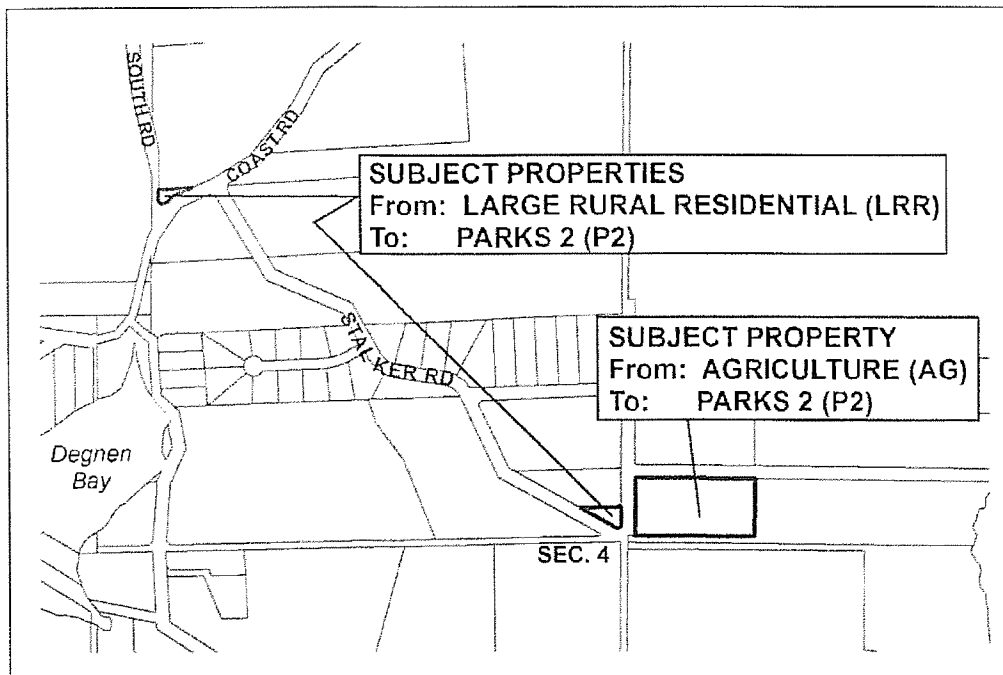 SOUTH RD
COAST RD
SUBJECT PROPERTIES
From: LARGE RURAL RESIDENTIAL (LRR)
To: PARKS 2 (P2)
STALKER RD
SUBJECT PROPERTY
From: AGRICULTURE (AG)
To: PARKS 2 (P2)
Degnen
Bay
SEC. 4